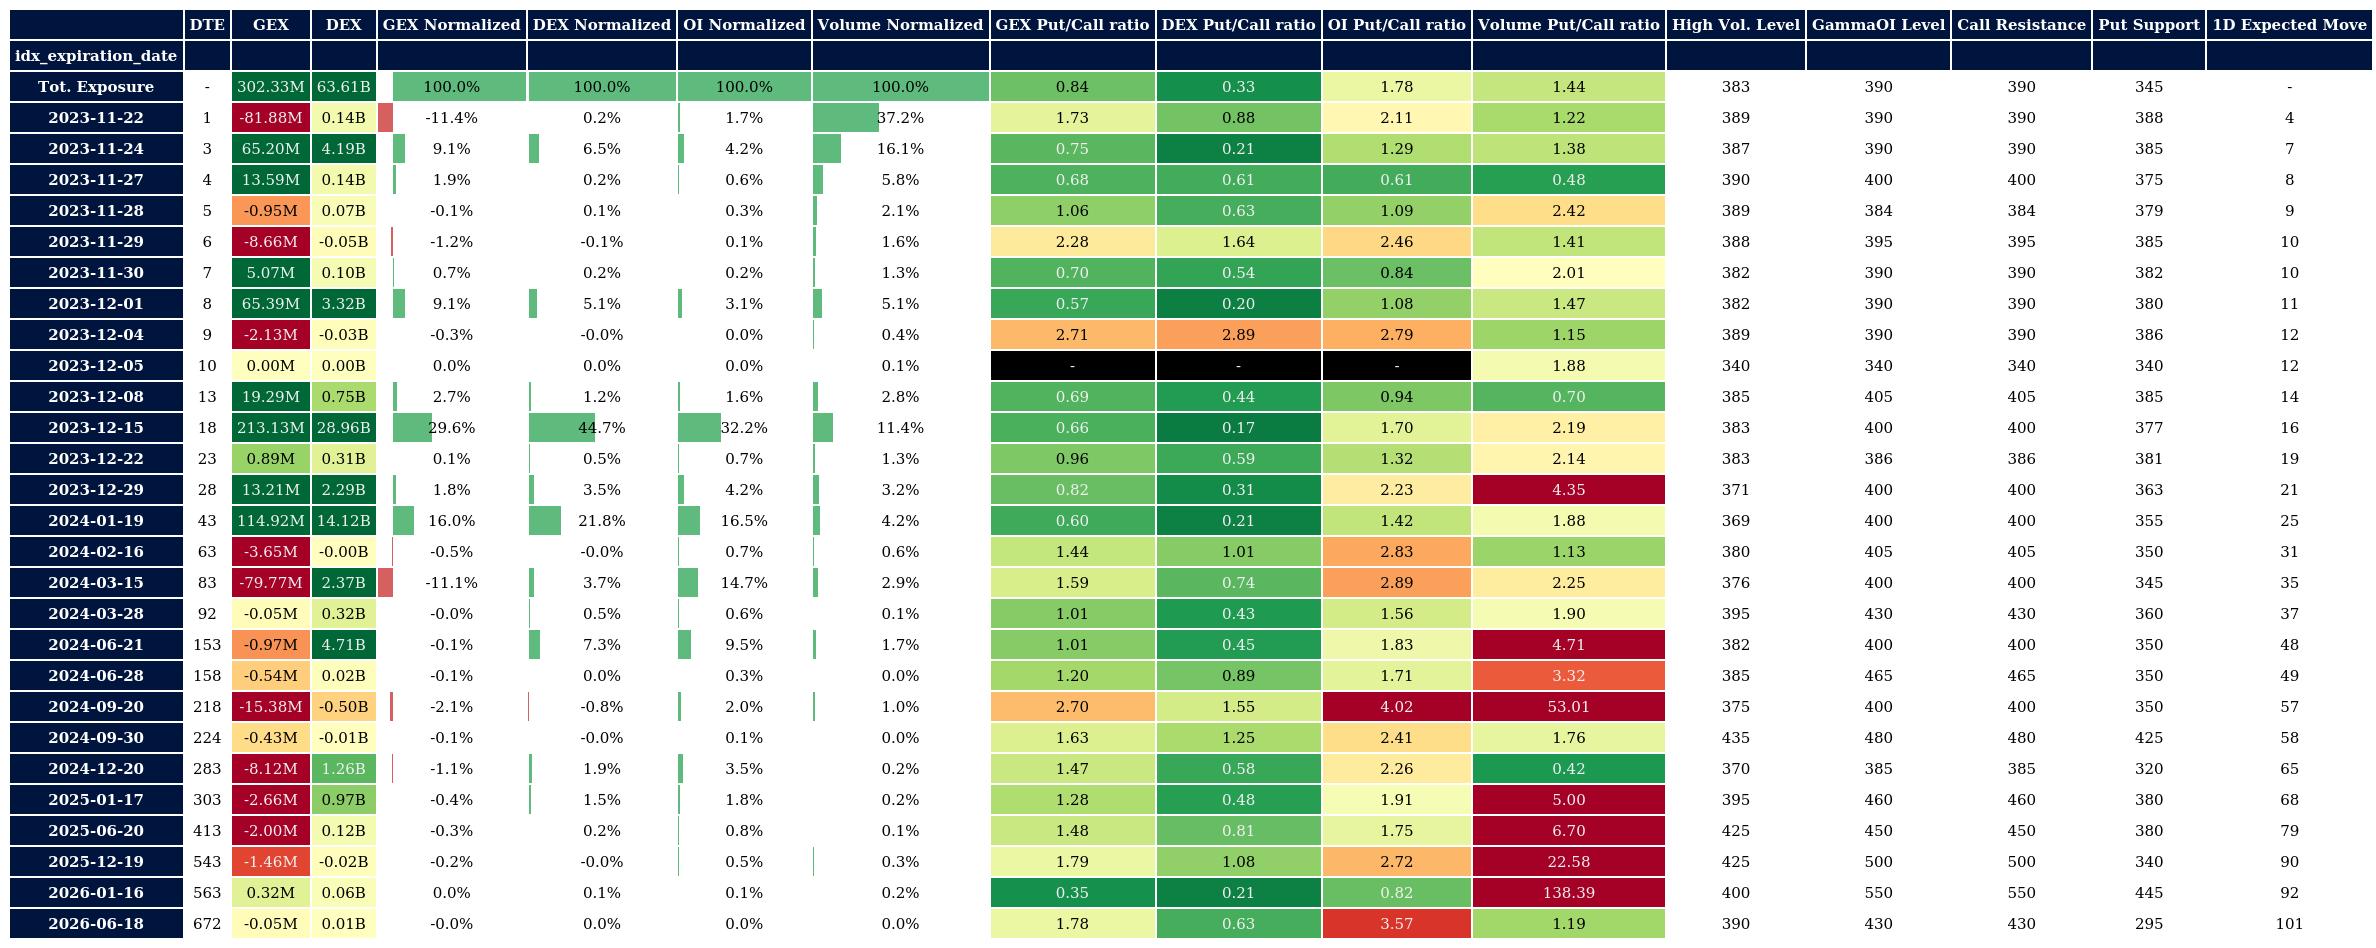 DTE GEX DEX GEX Normalized DEX Normalized OI Normalized Volume Normalized GEX Put/Call ratio DEX Put/Call ratio OI Put/Call ratio Volume Put/Call ratio High Vol. Level GammaOI Level Call Resistance Put Support 1D Expected Move
idx_expiration_date
Tot. Exposure - 302.33M 63.61B 100.0% 100.0% 100.0% 100.0% 0.84 0.33 1.78 1.44 383 390 390 345 -
2023-11-22 1 -81.88M 0.14B -11.4% 0.2% 1.7% 37.2% 1.73 0.88 2.11 1.22 389 390 390 388 4
2023-11-24 3 65.20M 4.19B 9.1% 6.5% 4.2% 16.1% 0.75 0.21 1.29 1.38 387 390 390 385 7
2023-11-27 4 13.59M 0.14B 1.9% 0.2% 0.6% 5.8% 0.68 0.61 0.61 0.48 390 400 400 375 8
2023-11-28 5 -0.95M 0.07B -0.1% 0.1% 0.3% 2.1% 1.06 0.63 1.09 2.42 389 384 384 379 9
2023-11-29 6 -8.66M -0.05B -1.2% -0.1% 0.1% 1.6% 2.28 1.64 2.46 1.41 388 395 395 385 10
2023-11-30 7 5.07M 0.10B 0.7% 0.2% 0.2% 1.3% 0.70 0.54 0.84 2.01 382 390 390 382 10
2023-12-01 8 65.39M 3.32B 9.1% 5.1% 3.1% 5.1% 0.57 0.20 1.08 1.47 382 390 390 380 11
2023-12-04 9 -2.13M -0.03B -0.3% -0.0% 0.0% 0.4% 2.71 2.89 2.79 1.15 389 390 390 386 12
2023-12-05 10 0.00M 0.00B 0.0% 0.0% 0.0% 0.1% - - - 1.88 340 340 340 340 12
2023-12-08 13 19.29M 0.75B 2.7% 1.2% 1.6% 2.8% 0.69 0.44 0.94 0.70 385 405 405 385 14
2023-12-15 18 213.13M 28.96B 29.6% 44.7% 32.2% 11.4% 0.66 0.17 1.70 2.19 383 400 400 377 16
2023-12-22 23 0.89M 0.31B 0.1% 0.5% 0.7% 1.3% 0.96 0.59 1.32 2.14 383 386 386 381 19
2023-12-29 28 13.21M 2.29B 1.8% 3.5% 4.2% 3.2% 0.82 0.31 2.23 4.35 371 400 400 363 21
2024-01-19 43 114.92M 14.12B 16.0% 21.8% 16.5% 4.2% 0.60 0.21 1.42 1.88 369 400 400 355 25
2024-02-16 63 -3.65M -0.00B -0.5% -0.0% 0.7% 0.6% 1.44 1.01 2.83 1.13 380 405 405 350 31
2024-03-15 83 -79.77M 2.37B -11.1% 3.7% 14.7% 2.9% 1.59 0.74 2.89 2.25 376 400 400 345 35
2024-03-28 92 -0.05M 0.32B -0.0% 0.5% 0.6% 0.1% 1.01 0.43 1.56 1.90 395 430 430 360 37
2024-06-21 153 -0.97M 4.71B -0.1% 7.3% 9.5% 1.7% 1.01 0.45 1.83 4.71 382 400 400 350 48
2024-06-28 158 -0.54M 0.02B -0.1% 0.0% 0.3% 0.0% 1.20 0.89 1.71 3.32 385 465 465 350 49
2024-09-20 218 -15.38M -0.50B -2.1% -0.8% 2.0% 1.0% 2.70 1.55 4.02 53.01 375 400 400 350 57
2024-09-30 224 -0.43M -0.01B -0.1% -0.0% 0.1% 0.0% 1.63 1.25 2.41 1.76 435 480 480 425 58
2024-12-20 283 -8.12M 1.26B -1.1% 1.9% 3.5% 0.2% 1.47 0.58 2.26 0.42 370 385 385 320 65
2025-01-17 303 -2.66M 0.97B -0.4% 1.5% 1.8% 0.2% 1.28 0.48 1.91 5.00 395 460 460 380 68
2025-06-20 413 -2.00M 0.12B -0.3% 0.2% 0.8% 0.1% 1.48 0.81 1.75 6.70 425 450 450 380 79
2025-12-19 543 -1.46M -0.02B -0.2% -0.0% 0.5% 0.3% 1.79 1.08 2.72 22.58 425 500 500 340 90
2026-01-16 563 0.32M 0.06B 0.0% 0.1% 0.1% 0.2% 0.35 0.21 0.82 138.39 400 550 550 445 92
2026-06-18 672 -0.05M 0.01B -0.0% 0.0% 0.0% 0.0% 1.78 0.63 3.57 1.19 390 430 430 295 101